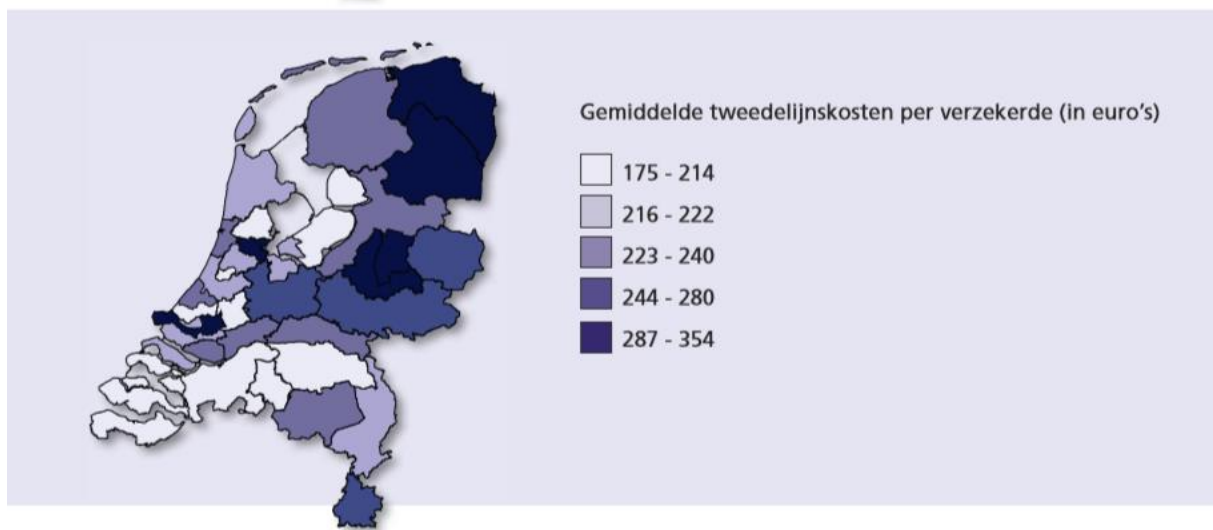 Gemiddelde tweedelijnskosten per verzekerde (in euro's)
175 - 214
216 - 222
223 - 240
244 - 280
287 - 354